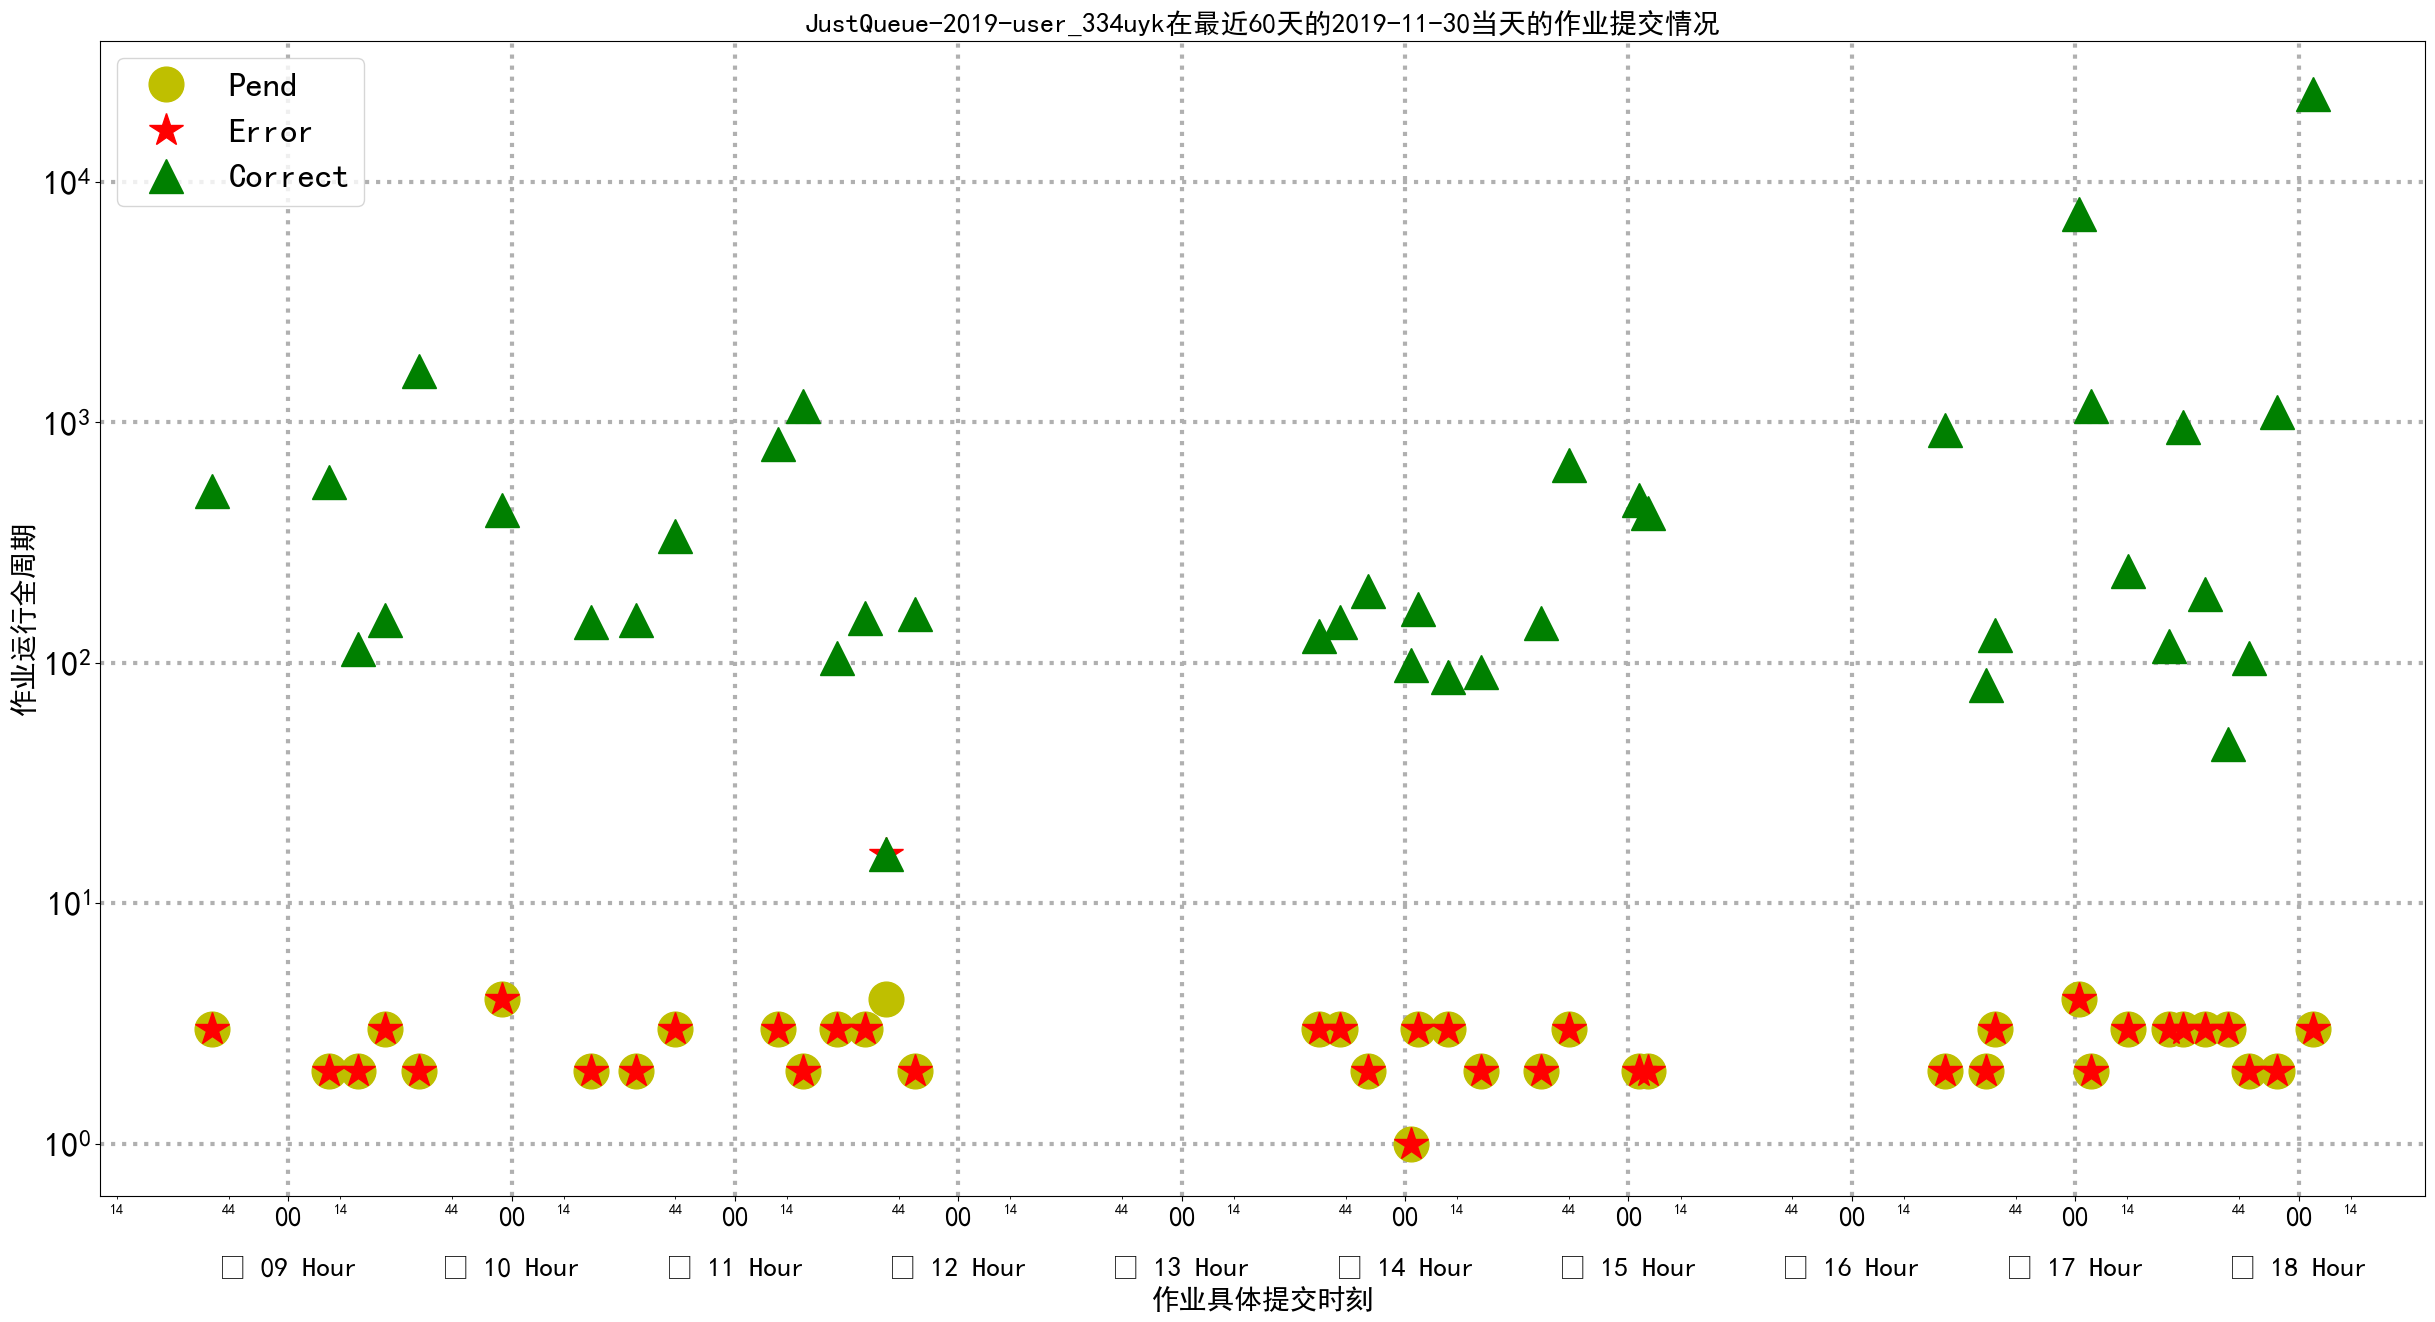 JustQueue-2019-user_334uyk在最近60天的2019-11-30当天的作业提交情况
Pend
Error
Correct
10⁴
10³
10²
10¹
10⁰
作业运行全周期
14 44 00 14 44 00 14 44 00 14 44 00 14 44 00 14 44 00 14 44 00 14 44 00 14 44 00 14 44 00 14
□ 09 Hour □ 10 Hour □ 11 Hour □ 12 Hour □ 13 Hour □ 14 Hour □ 15 Hour □ 16 Hour □ 17 Hour □ 18 Hour
作业具体提交时刻